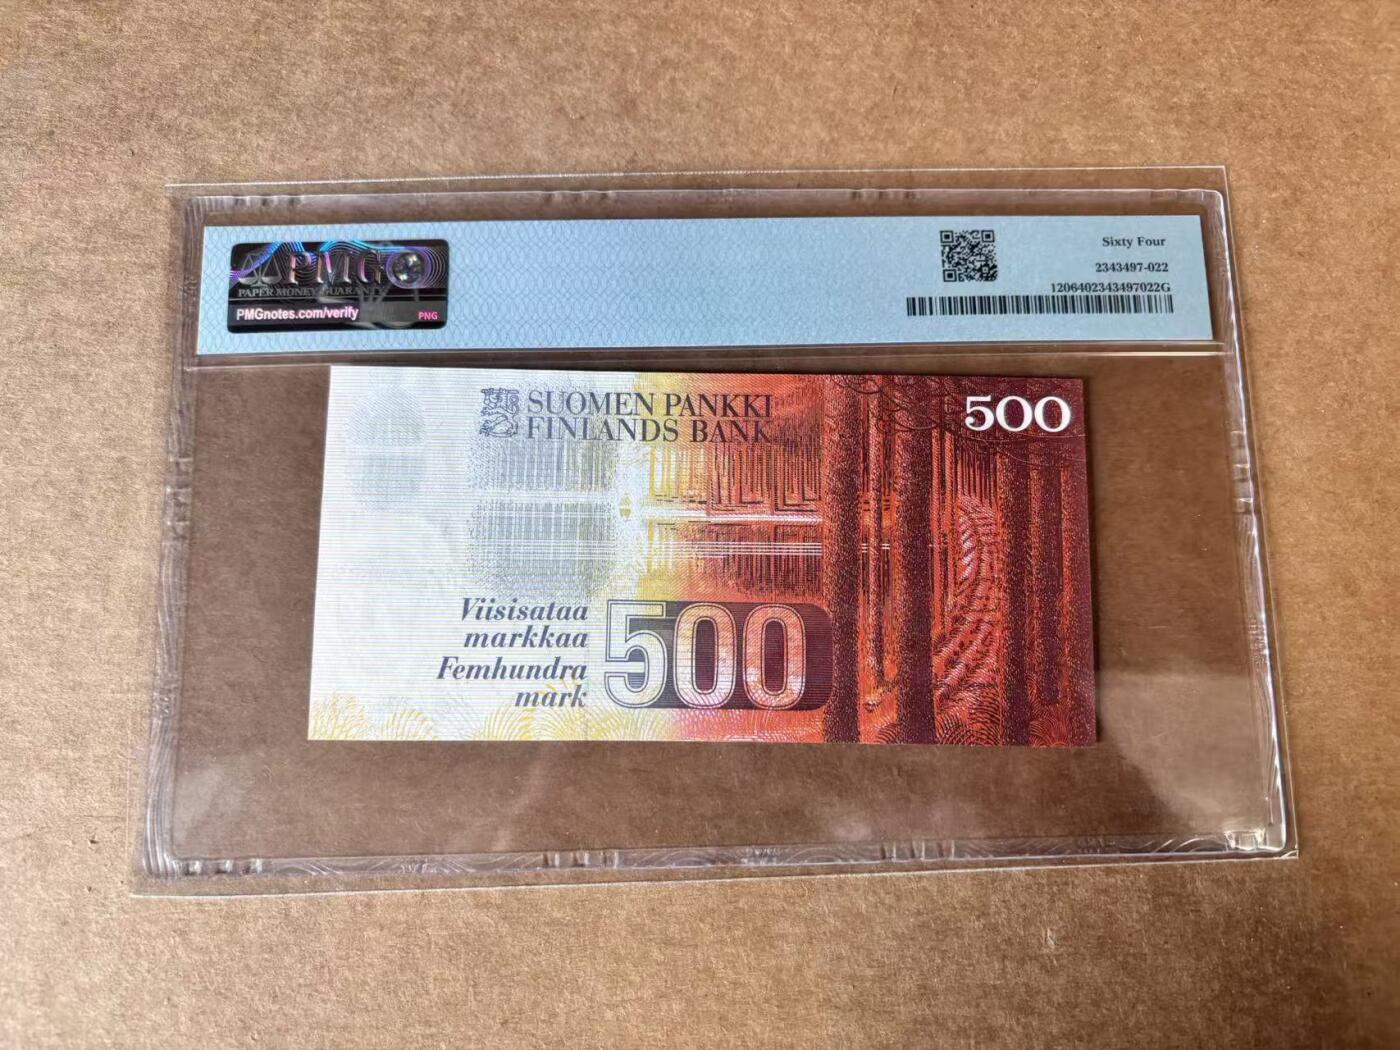 PMG
PAPER MONEY GUARANTY
PMGnotes.com/verify
PNG
Sixty Four
2343497-022
1206402343497022G
SUOMEN PANKKI
FINLANDS BANK
500
Viisisataa
markkaa
Femhundra
mark
500